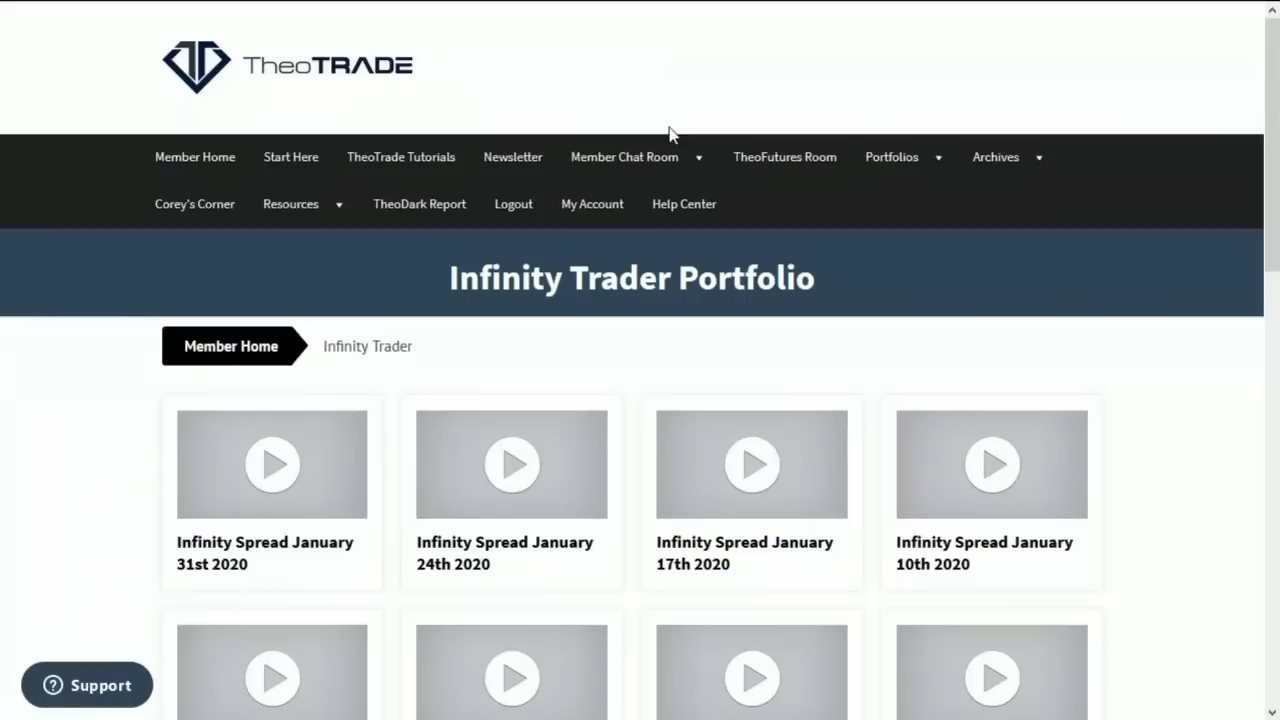 TheoTRADE
Member Home Start Here TheoTrade Tutorials Newsletter Member Chat Room TheoFutures Room Portfolios Archives
Corey's Corner Resources TheoDark Report Logout My Account Help Center
Infinity Trader Portfolio
Member Home Infinity Trader
Infinity Spread January
31st 2020
Infinity Spread January
24th 2020
Infinity Spread January
17th 2020
Infinity Spread January
10th 2020
Support